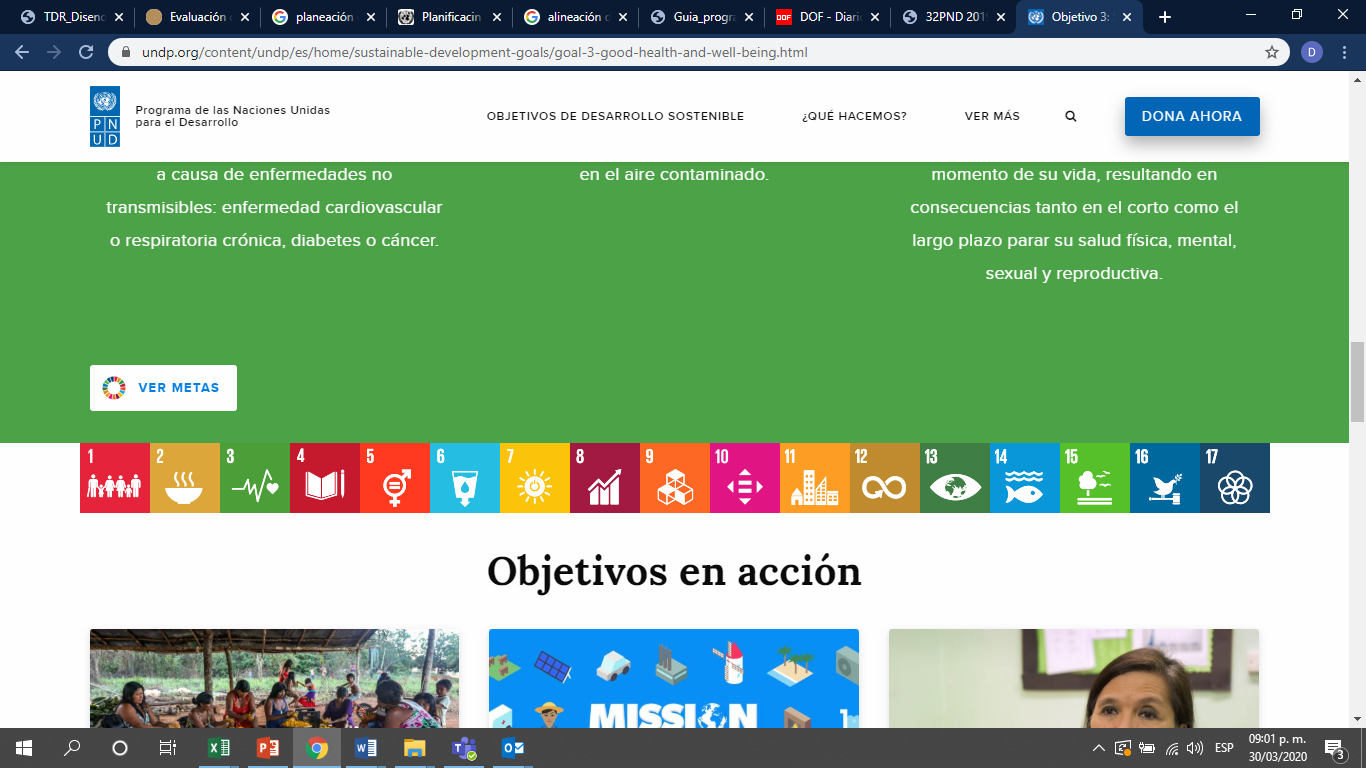 TDR_Disenc
Evaluación
planeación
Planificacin
alineación
Guia_progr
DOF - Diari
32PND 201
Objetivo 3:
undp.org/content/undp/es/home/sustainable-development-goals/goal-3-good-health-and-well-being.html
D
P N
U D
Programa de las Naciones Unidas
para el Desarrollo
OBJETIVOS DE DESARROLLO SOSTENIBLE
¿QUÉ HACEMOS?
VER MÁS
DONA AHORA
a causa de enfermedades no
transmisibles: enfermedad cardiovascular
o respiratoria crónica, diabetes o cáncer.
en el aire contaminado.
momento de su vida, resultando en
consecuencias tanto en el corto como el
largo plazo parar su salud física, mental,
sexual y reproductiva.
VER METAS
1 2 3 4 5 6 7 8 9 10 11 12 13 14 15 16 17
Objetivos en acción
MISSION
1
ESP
09:01 p. m.
30/03/2020
3